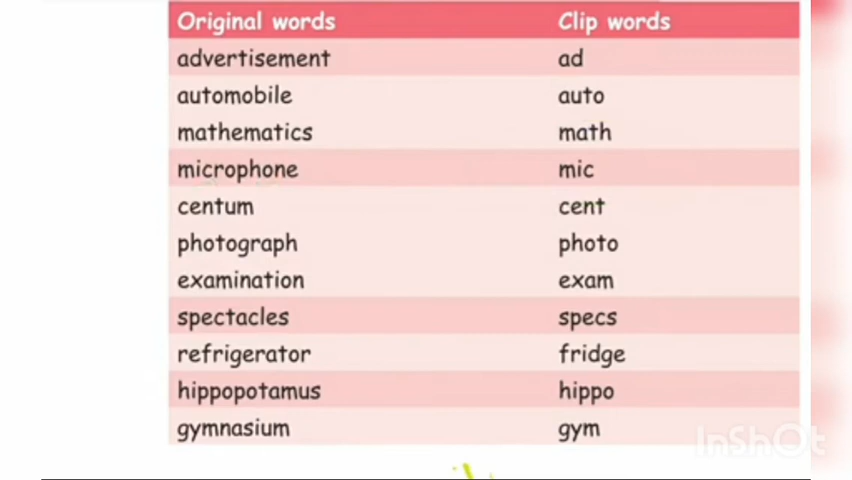 Original words Clip words
advertisement ad
automobile auto
mathematics math
microphone mic
centum cent
photograph photo
examination exam
spectacles specs
refrigerator fridge
hippopotamus hippo
gymnasium gym
InShOt